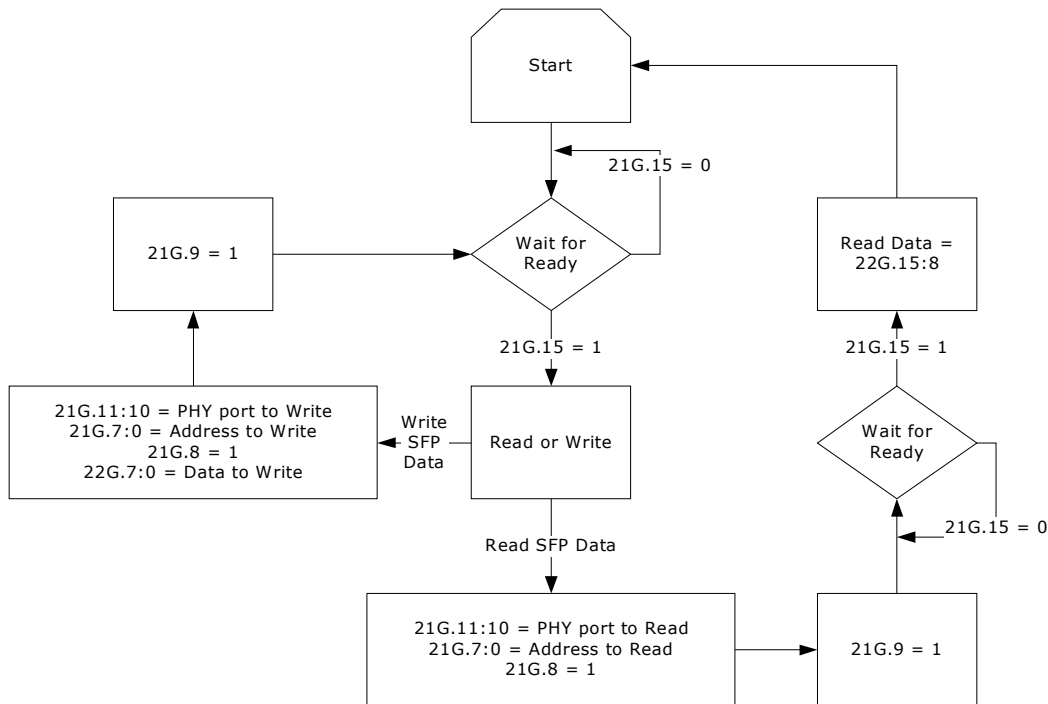 Start
21G.15 = 0
21G.9 = 1
Wait for
Ready
Read Data =
22G.15:8
21G.15 = 1
21G.15 = 1
21G.11:10 = PHY port to Write
21G.7:0 = Address to Write
21G.8 = 1
22G.7:0 = Data to Write
Write
SFP
Data
Read or Write
Wait for
Ready
21G.15 = 0
Read SFP Data
21G.11:10 = PHY port to Read
21G.7:0 = Address to Read
21G.8 = 1
21G.9 = 1